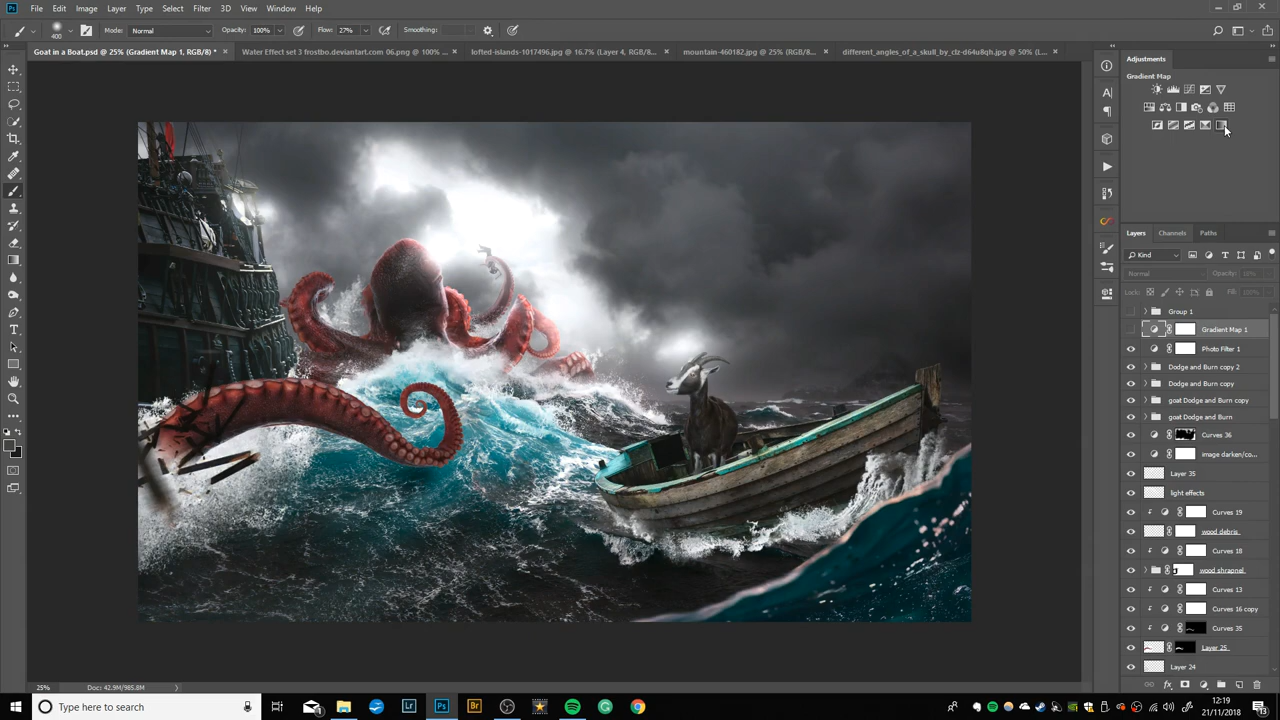 Ps File Edit Image Layer Type Select Filter 3D View Window Help
400 Mode: Normal Opacity: 100% Flow: 27% Smoothing:
Goat in a Boat.psd @ 25% (Gradient Map 1, RGB/8) * × Water Effect set 3 frostbo.deviantart.com 06.png @ 100% ... × lofted-islands-1017496.jpg @ 16.7% (Layer 4, RGB/8... × mountain-460182.jpg @ 25% (RGB/8... × different_angles_of_a_skull_by_clz-d64u8qh.jpg @ 50% (L... ×
Adjustments
Gradient Map
Layers Channels Paths
Kind
Normal Opacity:
Lock: Fill: 100%
Group 1
Gradient Map 1
Photo Filter 1
Dodge and Burn copy 2
Dodge and Burn copy
goat Dodge and Burn copy
goat Dodge and Burn
Curves 36
image darken/co...
Layer 35
light effects
Curves 19
wood debris
Curves 18
wood shrapnel
Curves 13
Curves 16 copy
Curves 35
Layer 25
Layer 24
25% Doc: 42.9M/985.8M
Type here to search
Lr Ps Br
12:19
21/11/2018